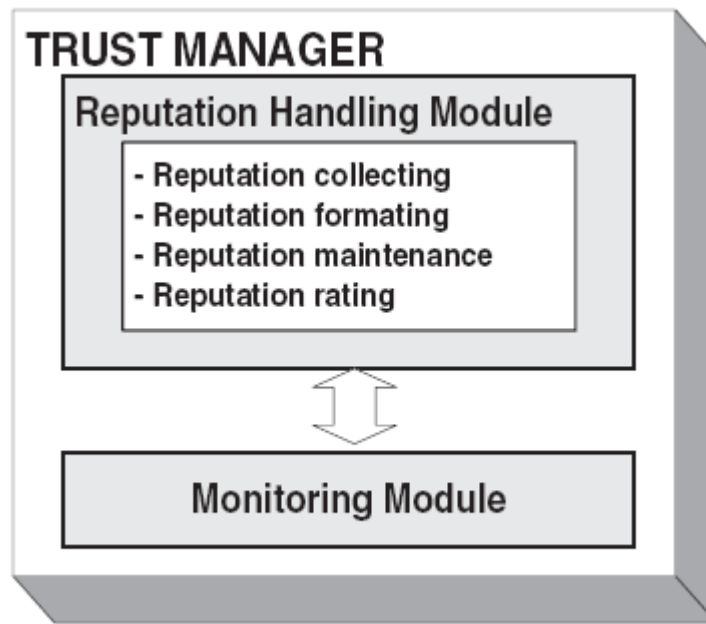 TRUST MANAGER
Reputation Handling Module
- Reputation collecting
- Reputation formating
- Reputation maintenance
- Reputation rating
Monitoring Module